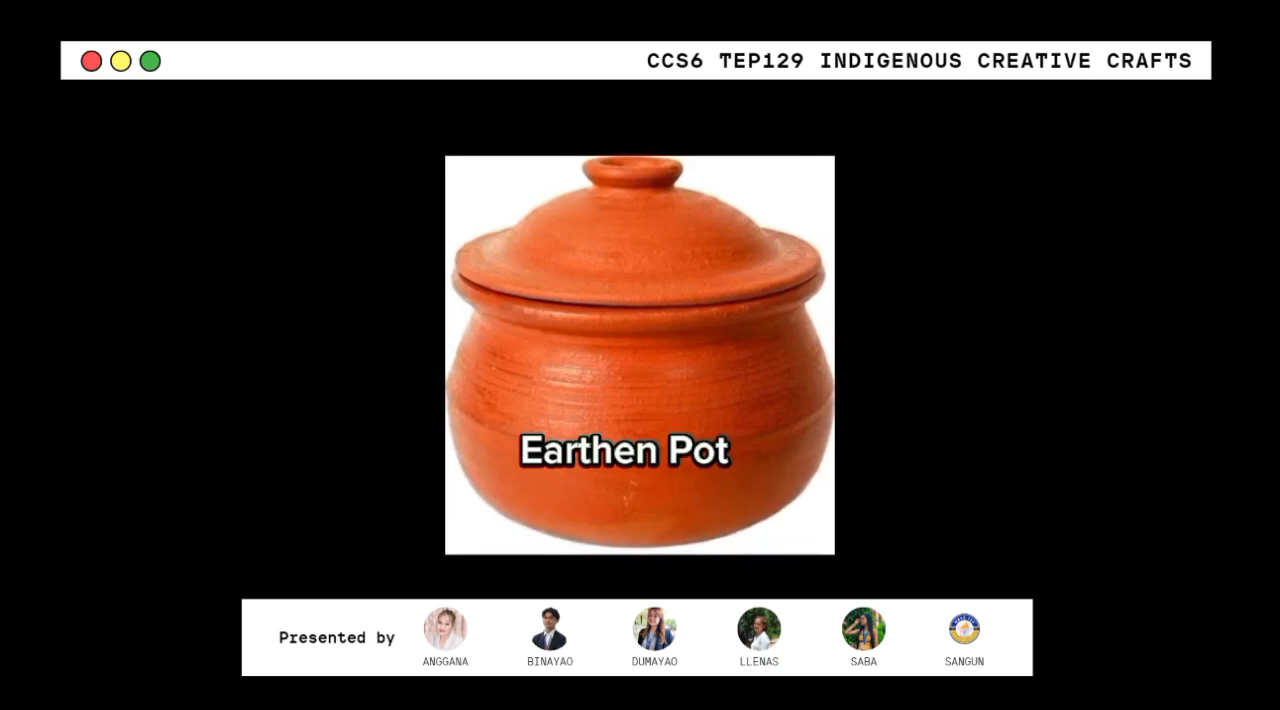 CCS6 TEP129 INDIGENOUS CREATIVE CRAFTS
Earthen Pot
Presented by
ANGGANA
BINAYAO
DUMAYAO
LLENAS
SABA
SANGUN